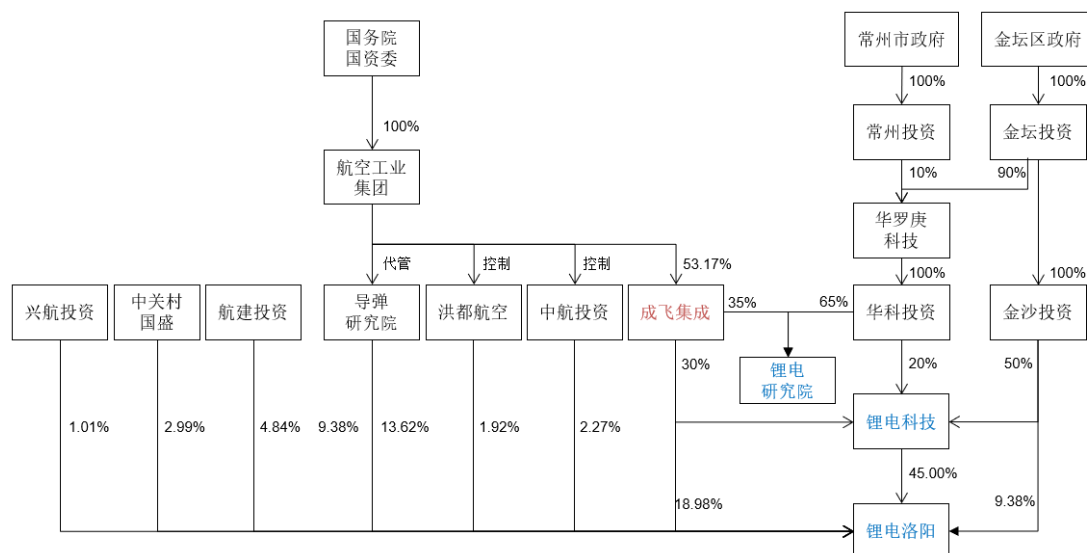 国务院
国资委
常州市政府
金坛区政府
100%
100%
100%
航空工业
集团
常州投资
金坛投资
10%
90%
华罗庚
科技
代管
控制
控制
53.17%
100%
100%
兴航投资
中关村
国盛
航建投资
导弹
研究院
洪都航空
中航投资
成飞集成
35%
65%
华科投资
金沙投资
30%
锂电
研究院
20%
50%
1.01%
2.99%
4.84%
9.38%
13.62%
1.92%
2.27%
锂电科技
45.00%
18.98%
9.38%
锂电洛阳